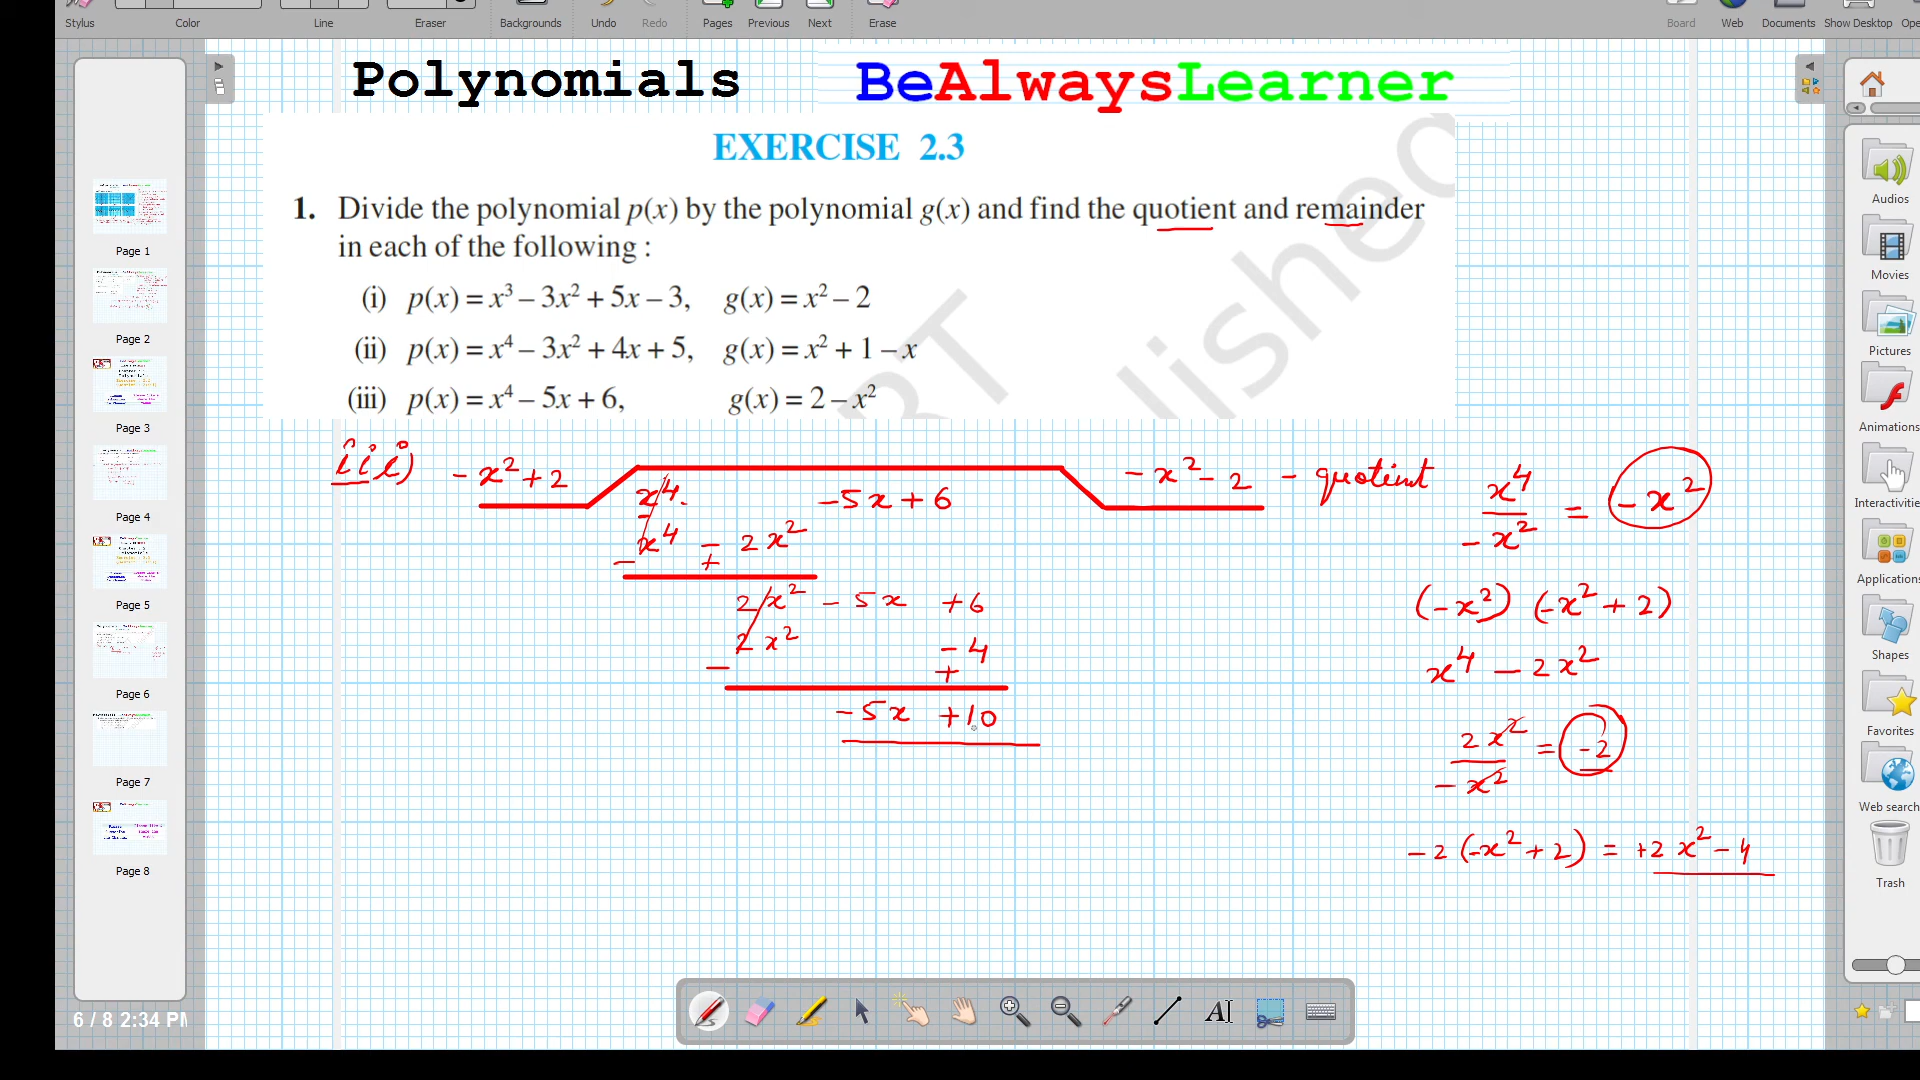 Stylus Color Line Eraser Backgrounds Undo Redo Pages Previous Next Erase Board Web Documents Show Desktop
Polynomials BeAlwaysLearner
EXERCISE 2.3
1. Divide the polynomial p(x) by the polynomial g(x) and find the quotient and remainder
in each of the following :
(i) p(x) = x³ – 3x² + 5x – 3, g(x) = x² – 2
(ii) p(x) = x⁴ – 3x² + 4x + 5, g(x) = x² + 1 – x
(iii) p(x) = x⁴ – 5x + 6, g(x) = 2 – x²
iii) -x²+2
x⁴ -5x+6
-x²-2 - quotient
x⁴ - 2x²
- +
2x² - 5x +6
2x² -4
- +
-5x +10
x⁴
-x²
= -x²
(-x²) (-x²+2)
x⁴ - 2x²
2x²
-x²
= -2
-2(-x²+2) = +2x²-4
Page 1
Page 2
Page 3
Page 4
Page 5
Page 6
Page 7
Page 8
6 / 8 2:34 PM
Audios
Movies
Pictures
Animations
Interactivities
Applications
Shapes
Favorites
Web search
Trash